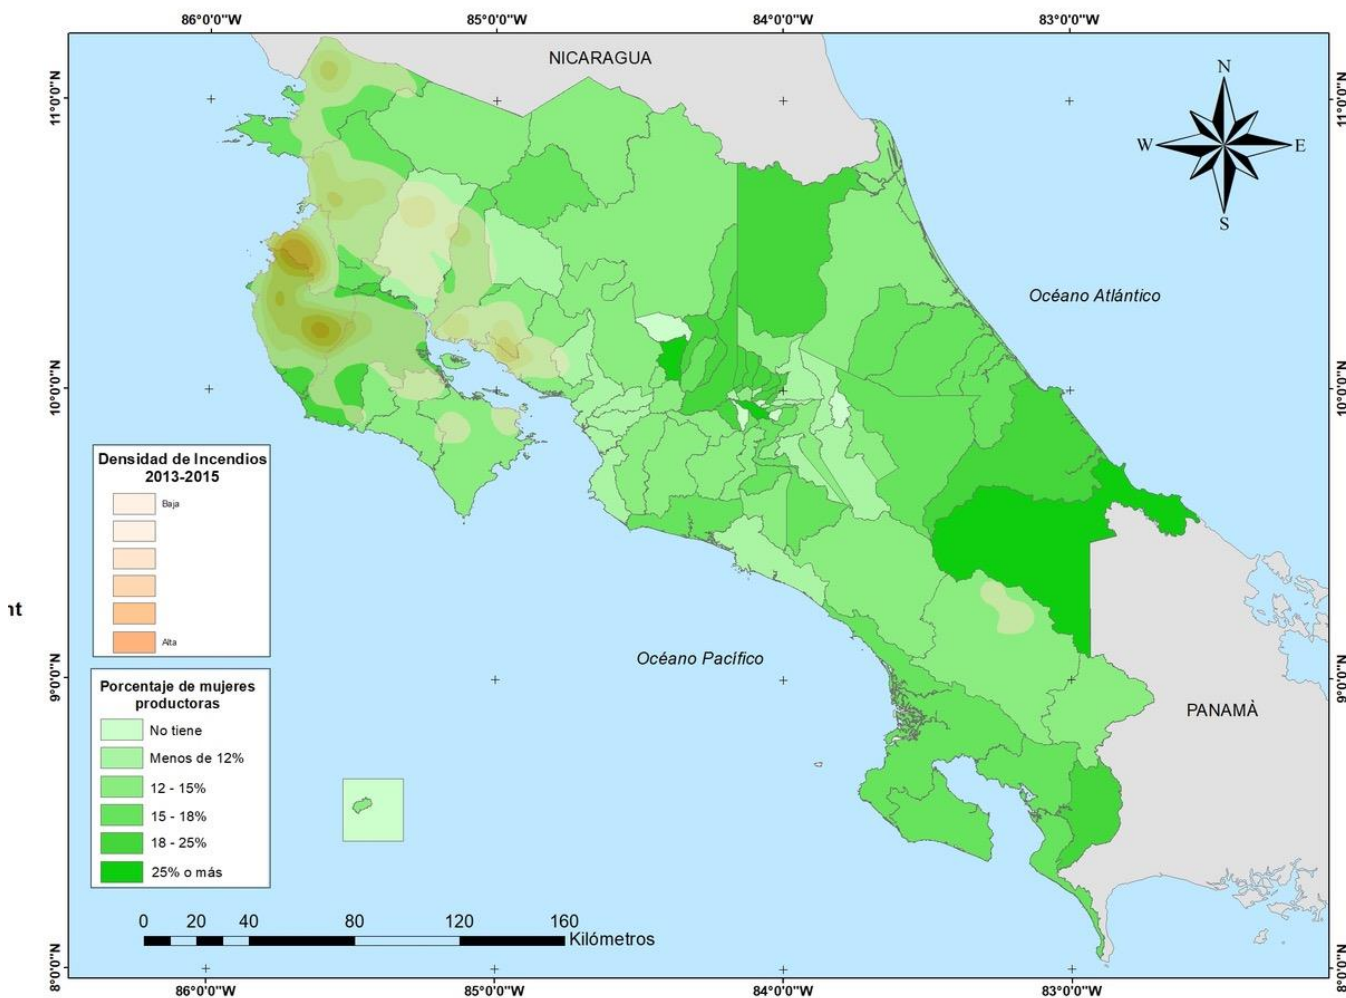 86°0'0"W
85°0'0"W
84°0'0"W
83°0'0"W
NICARAGUA
N
W
E
S
11°0'0"N
11°0'0"N
Océano Atlántico
10°0'0"N
10°0'0"N
Densidad de Incendios
2013-2015
Baja
Alta
nt
Océano Pacífico
9°0'0"N
9°0'0"N
PANAMÀ
Porcentaje de mujeres
productoras
No tiene
Menos de 12%
12 - 15%
15 - 18%
18 - 25%
25% o más
0 20 40 80 120 160
Kilómetros
8°0'0"N
8°0'0"N
86°0'0"W
85°0'0"W
84°0'0"W
83°0'0"W